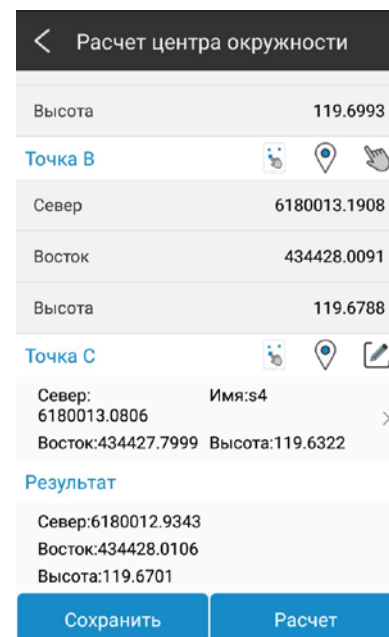 Расчет центра окружности
Высота 119.6993
Точка B
Север 6180013.1908
Восток 434428.0091
Высота 119.6788
Точка C
Север: Имя:s4
6180013.0806
Восток:434427.7999 Высота:119.6322
Результат
Север:6180012.9343
Восток:434428.0106
Высота:119.6701
Сохранить Расчет